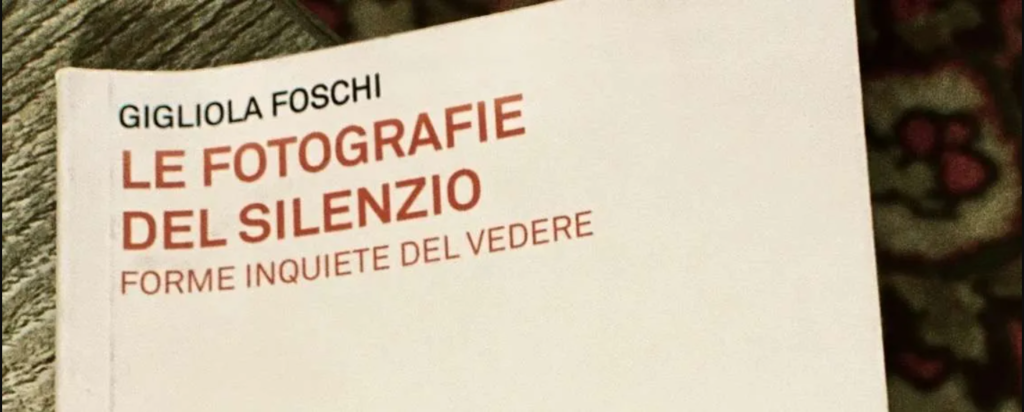 GIGLIOLA FOSCHI
LE FOTOGRAFIE
DEL SILENZIO
FORME INQUIETE DEL VEDERE